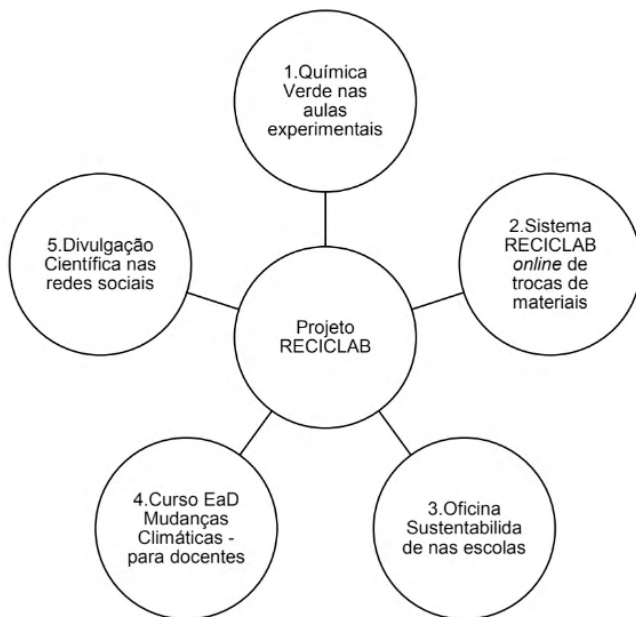 1.Química
Verde nas
aulas
experimentais
2.Sistema
RECICLAB
online de
trocas de
materiais
3.Oficina
Sustentabilida
de nas escolas
4.Curso EaD
Mudanças
Climáticas -
para docentes
5.Divulgação
Científica nas
redes sociais
Projeto
RECICLAB